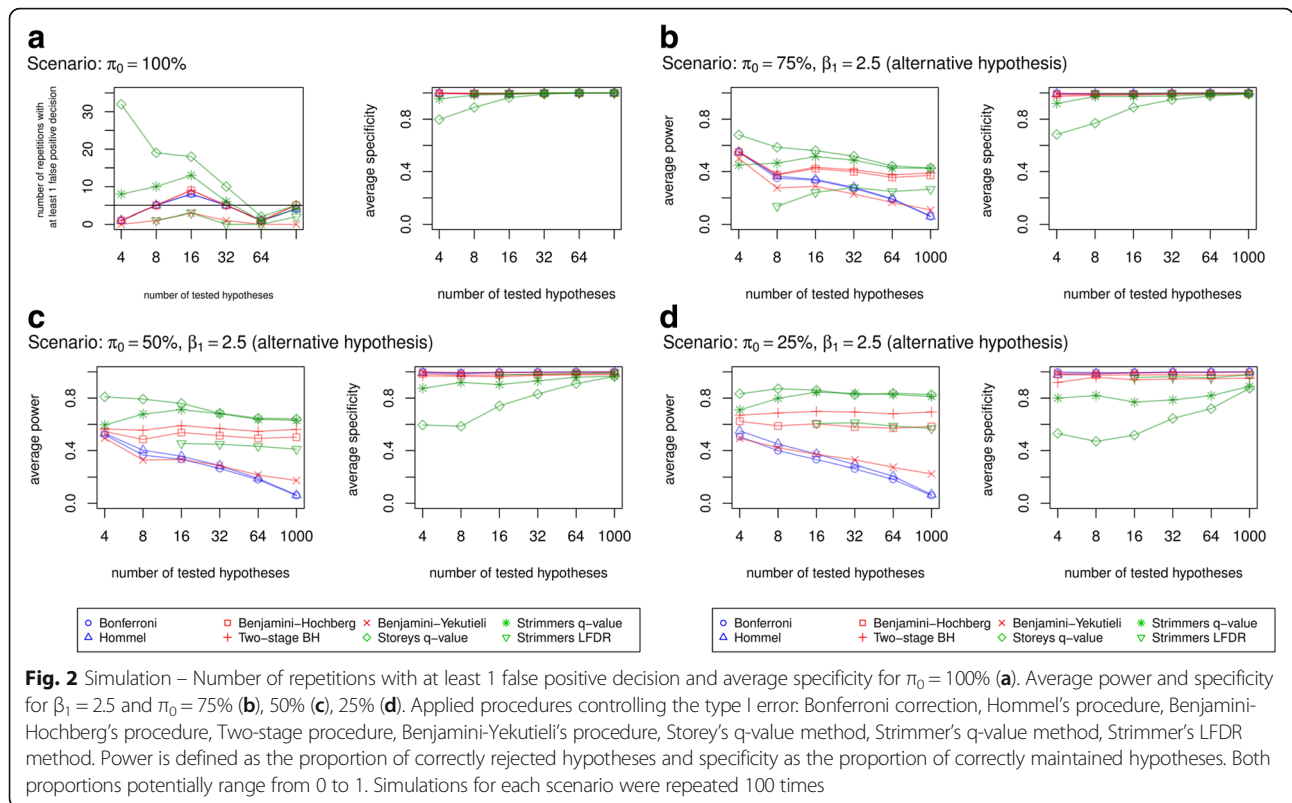 a
Scenario: π0 = 100%
number of repetitions with
at least 1 false positive decision
0 10 20 30
4 8 16 32 64
number of tested hypotheses
average specificity
0.0 0.4 0.8
4 8 16 32 64
number of tested hypotheses
b
Scenario: π0 = 75%, β1 = 2.5 (alternative hypothesis)
average power
0.0 0.4 0.8
4 8 16 32 64 1000
number of tested hypotheses
average specificity
0.0 0.4 0.8
4 8 16 32 64 1000
number of tested hypotheses
c
Scenario: π0 = 50%, β1 = 2.5 (alternative hypothesis)
average power
0.0 0.4 0.8
4 8 16 32 64 1000
number of tested hypotheses
average specificity
0.0 0.4 0.8
4 8 16 32 64 1000
number of tested hypotheses
d
Scenario: π0 = 25%, β1 = 2.5 (alternative hypothesis)
average power
0.0 0.4 0.8
4 8 16 32 64 1000
number of tested hypotheses
average specificity
0.0 0.4 0.8
4 8 16 32 64 1000
number of tested hypotheses
Bonferroni Benjamini−Hochberg Benjamini−Yekutieli Strimmers q−value
Hommel Two−stage BH Storeys q−value Strimmers LFDR
Bonferroni Benjamini−Hochberg Benjamini−Yekutieli Strimmers q−value
Hommel Two−stage BH Storeys q−value Strimmers LFDR
Fig. 2 Simulation – Number of repetitions with at least 1 false positive decision and average specificity for π0 = 100% (a). Average power and specificity
for β1 = 2.5 and π0 = 75% (b), 50% (c), 25% (d). Applied procedures controlling the type I error: Bonferroni correction, Hommel's procedure, Benjamini-
Hochberg's procedure, Two-stage procedure, Benjamini-Yekutieli's procedure, Storey's q-value method, Strimmer's q-value method, Strimmer's LFDR
method. Power is defined as the proportion of correctly rejected hypotheses and specificity as the proportion of correctly maintained hypotheses. Both
proportions potentially range from 0 to 1. Simulations for each scenario were repeated 100 times